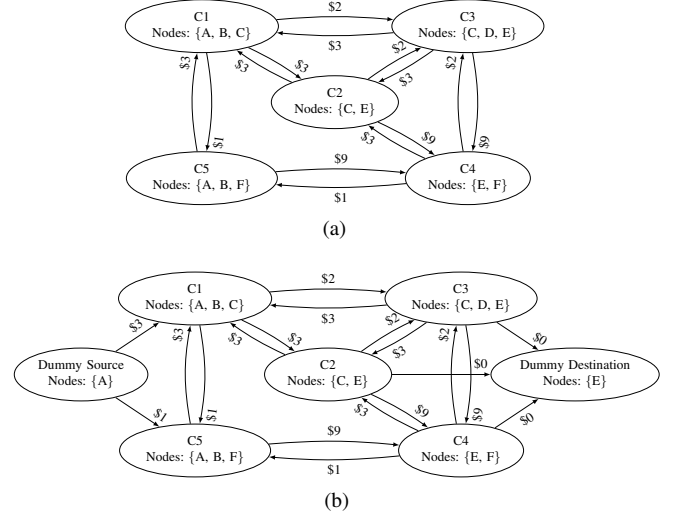 C1
Nodes: {A, B, C}
$2
$3
C3
Nodes: {C, D, E}
$3
$3
$2
$3
C2
Nodes: {C, E}
$3
$1
$9
$3
$2
$9
C5
Nodes: {A, B, F}
$9
$1
C4
Nodes: {E, F}
(a)
C1
Nodes: {A, B, C}
$2
$3
C3
Nodes: {C, D, E}
$3
$3
$3
$2
$3
$0
Dummy Source
Nodes: {A}
$3
C2
Nodes: {C, E}
$0
$2
Dummy Destination
Nodes: {E}
$1
$1
$9
$3
$9
$0
C5
Nodes: {A, B, F}
$9
$1
C4
Nodes: {E, F}
(b)